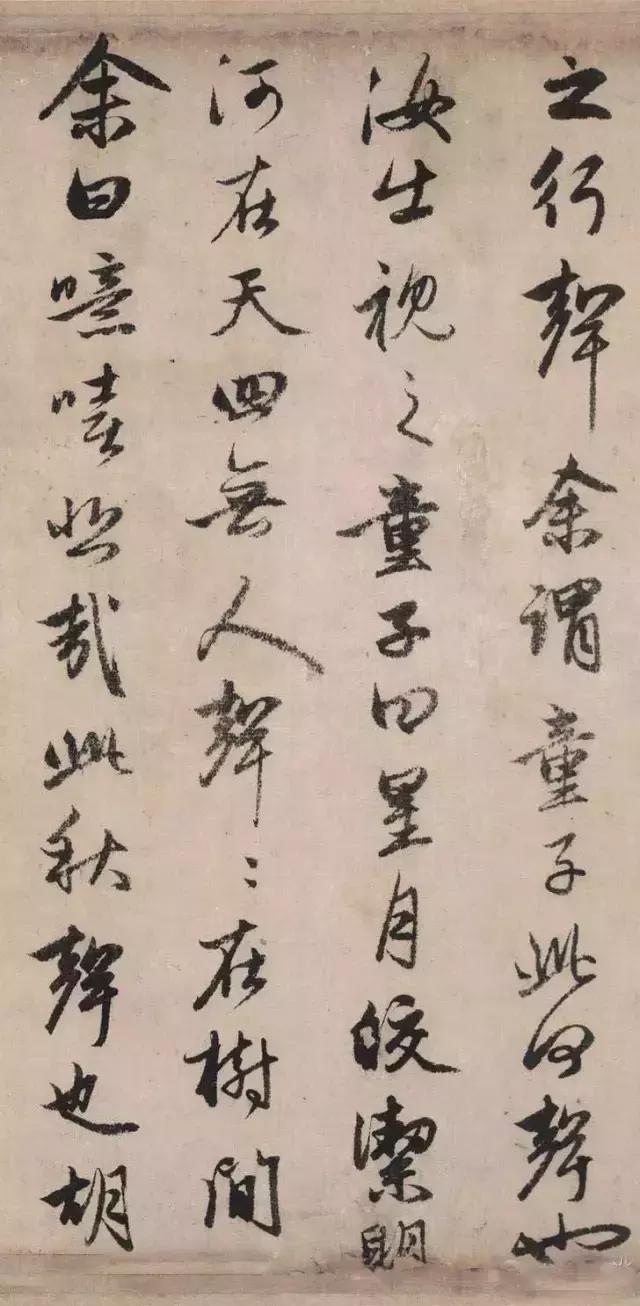 之行聲余謂童子此何聲也
汝出視之童子曰星月皎潔明
河在天四無人聲〻在樹間
余曰噫嘻悲哉此秋聲也胡